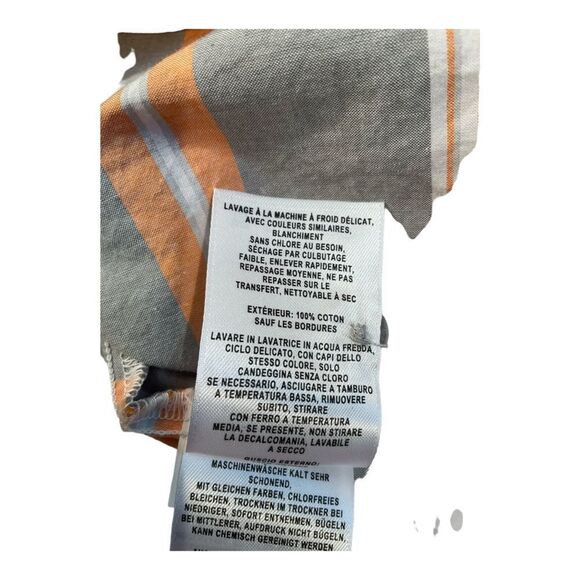 LAVAGE À LA MACHINE À FROID DÉLICAT,
AVEC COULEURS SIMILAIRES,
BLANCHIMENT
SANS CHLORE AU BESOIN,
SÉCHAGE PAR CULBUTAGE
FAIBLE, ENLEVER RAPIDEMENT,
REPASSAGE MOYENNE, NE PAS
REPASSER SUR LE
TRANSFERT, NETTOYABLE À SEC
EXTÉRIEUR: 100% COTON
SAUF LES BORDURES
LAVARE IN LAVATRICE IN ACQUA FREDDA,
CICLO DELICATO, CON CAPI DELLO
STESSO COLORE, SOLO
CANDEGGINA SENZA CLORO
SE NECESSARIO, ASCIUGARE A TAMBURO
A TEMPERATURA BASSA, RIMUOVERE
SUBITO, STIRARE
CON FERRO A TEMPERATURA
MEDIA, SE PRESENTE, NON STIRARE
LA DECALCOMANIA, LAVABILE
A SECCO
GUSCIO ESTERNO:
MASCHINENWÄSCHE KALT SEHR
SCHONEND,
MIT GLEICHEN FARBEN, CHLORFREIES
BLEICHEN, TROCKNEN IM TROCKNER BEI
NIEDRIGER, SOFORT ENTNEHMEN, BÜGELN
BEI MITTLERER, AUFDRUCK NICHT BÜGELN,
KANN CHEMISCH GEREINIGT WERDEN